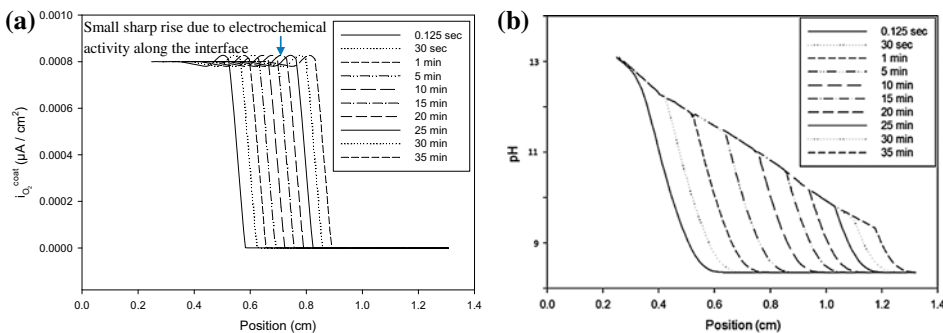 (a)
Small sharp rise due to electrochemical
activity along the interface
0.0010
0.0008
0.0006
0.0004
0.0002
0.0000
i O₂ coat (µA / cm²)
0.0 0.2 0.4 0.6 0.8 1.0 1.2 1.4
Position (cm)
0.125 sec
30 sec
1 min
5 min
10 min
15 min
20 min
25 min
30 min
35 min
(b)
13
11
9
pH
0.0 0.2 0.4 0.6 0.8 1.0 1.2 1.4
Position (cm)
0.125 sec
30 sec
1 min
5 min
10 min
15 min
20 min
25 min
30 min
35 min